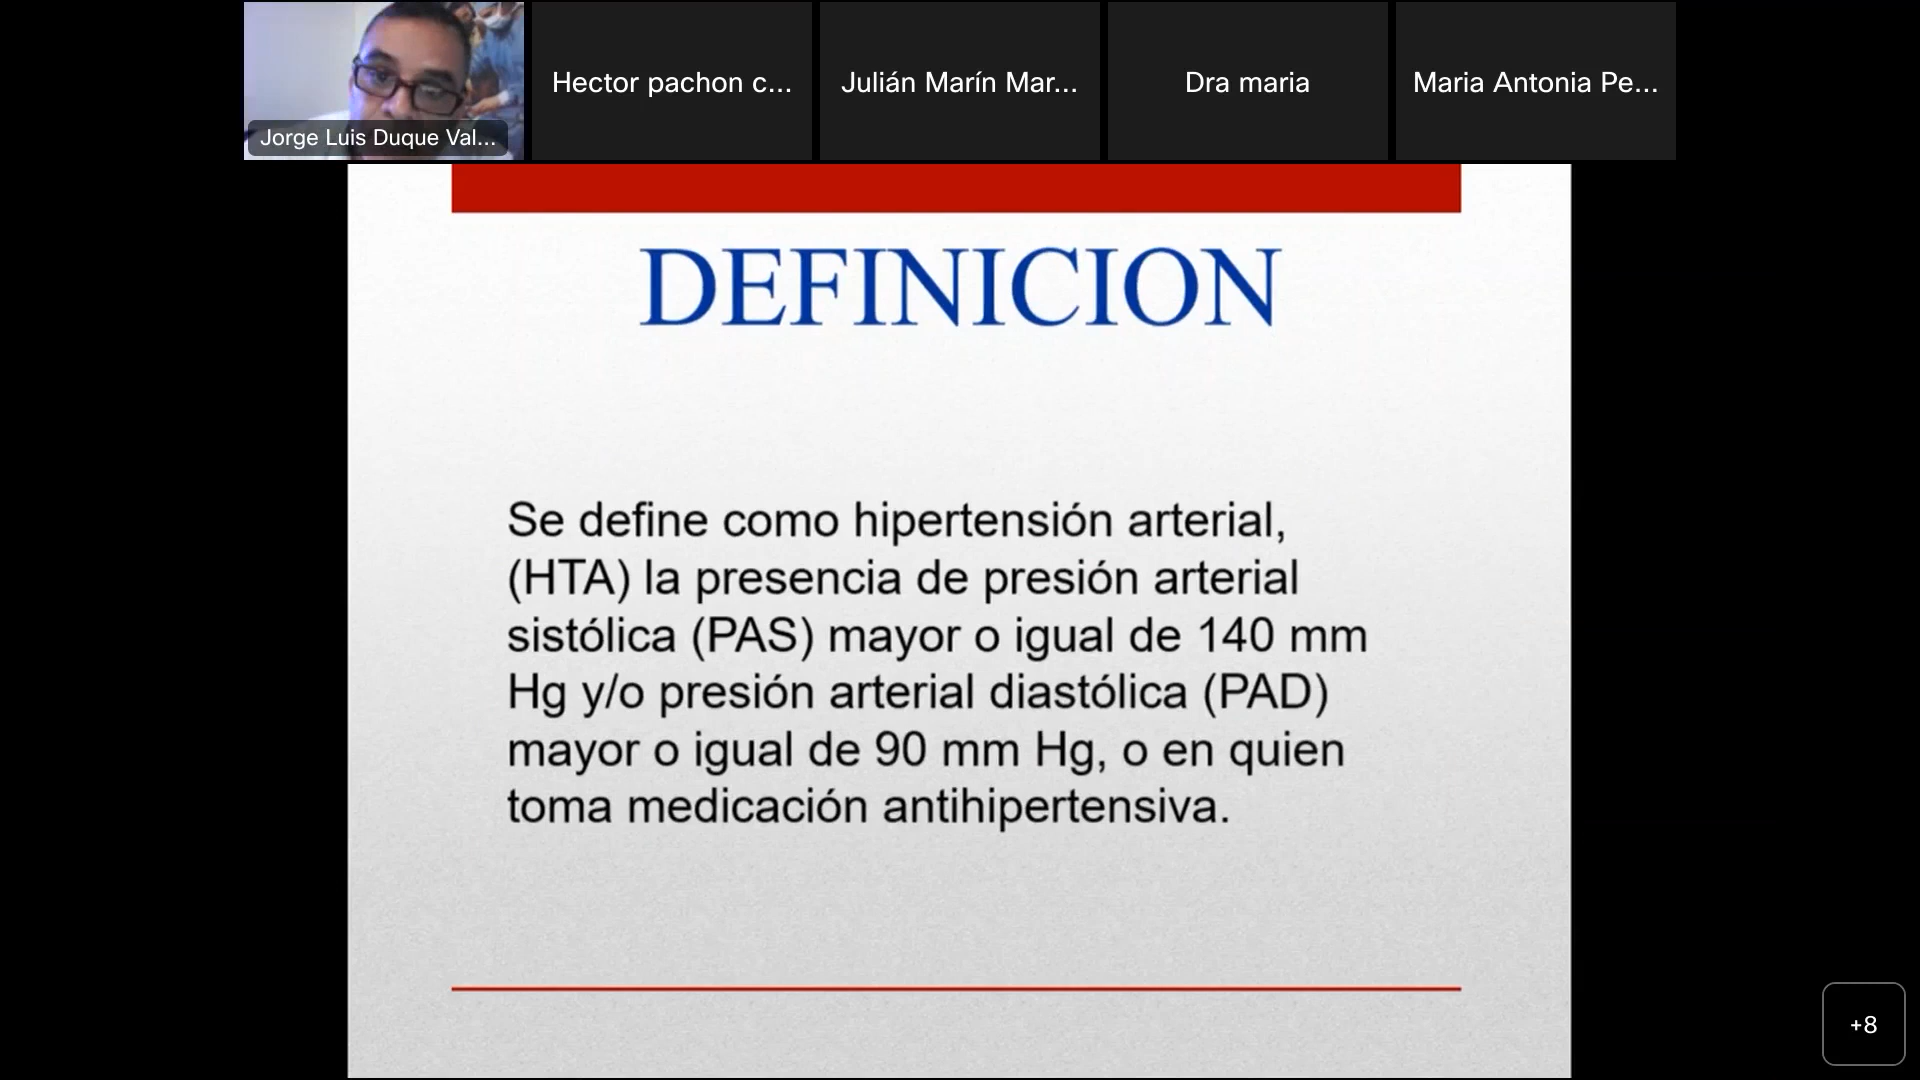 Jorge Luis Duque Val...
Hector pachon c...
Julián Marín Mar...
Dra maria
Maria Antonia Pe...
DEFINICION
Se define como hipertensión arterial,
(HTA) la presencia de presión arterial
sistólica (PAS) mayor o igual de 140 mm
Hg y/o presión arterial diastólica (PAD)
mayor o igual de 90 mm Hg, o en quien
toma medicación antihipertensiva.
+8